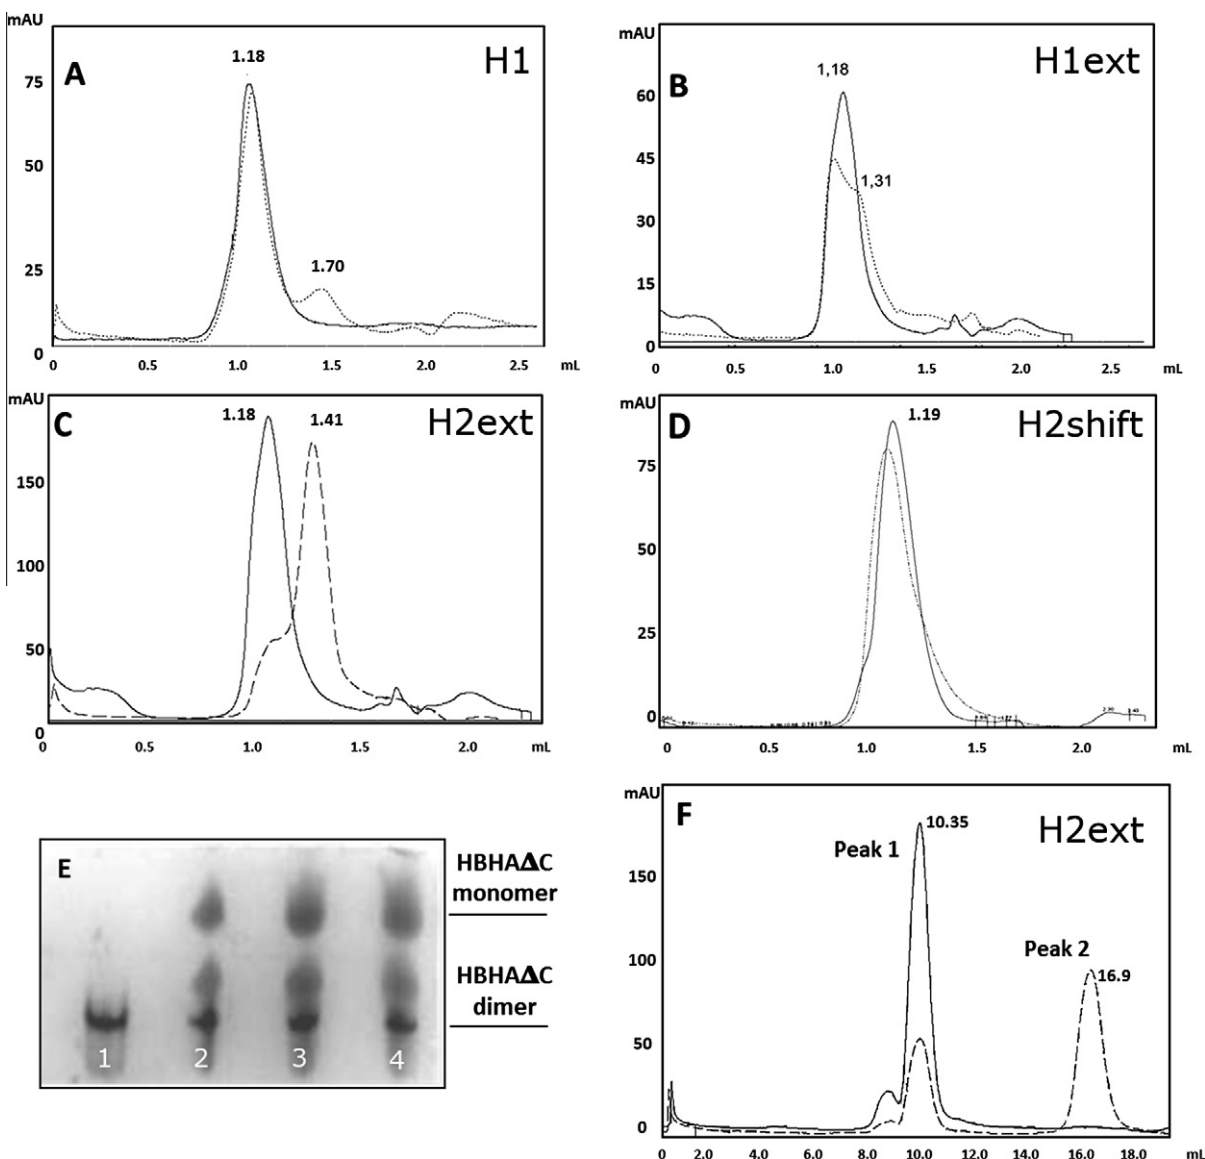 mAU
A
1.18
H1
75
50
25
1.70
0
0 0.5 1.0 1.5 2.0 2.5 mL
mAU
B
1,18
H1ext
60
45
1,31
30
15
0
0 0.5 1.0 1.5 2.0 2.5 mL
mAU
C
1.18
1.41
H2ext
150
100
50
0
0 0.5 1.0 1.5 2.0 mL
mAU
D
1.19
H2shift
75
50
25
0
0 0.5 1.0 1.5 2.0 mL
E
HBHAΔC
monomer
HBHAΔC
dimer
1 2 3 4
mAU
F
10.35
H2ext
Peak 1
150
Peak 2
100
16.9
50
0
0 2.0 4.0 6.0 8.0 10.0 12.0 14.0 16.0 18.0 mL